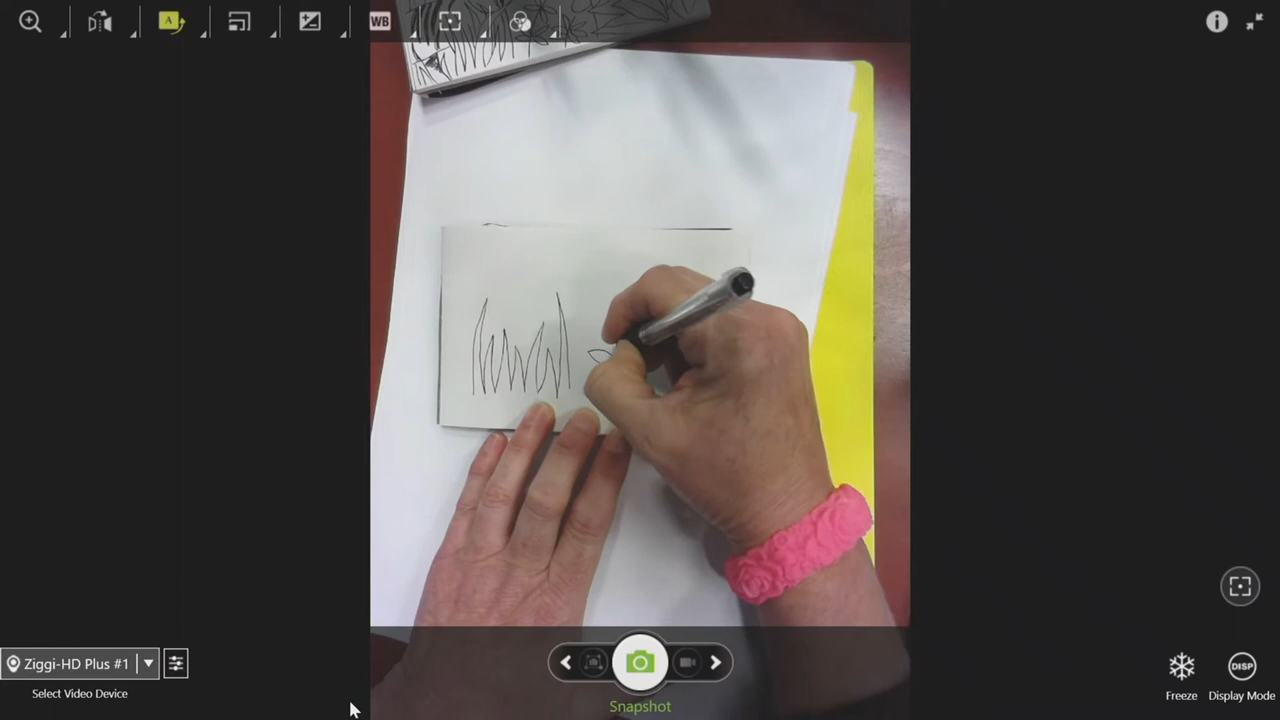 A
WB
Ziggi-HD Plus #1
Select Video Device
Snapshot
Freeze
DISP
Display Mode